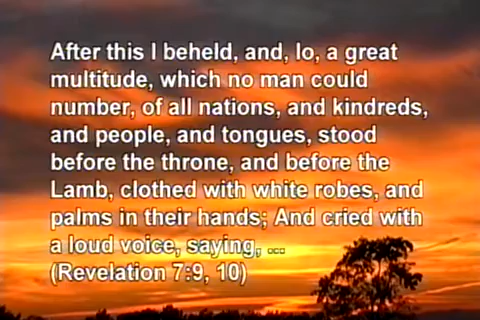 After this I beheld, and, lo, a great
multitude, which no man could
number, of all nations, and kindreds,
and people, and tongues, stood
before the throne, and before the
Lamb, clothed with white robes, and
palms in their hands; And cried with
a loud voice, saying, ...
(Revelation 7:9, 10)